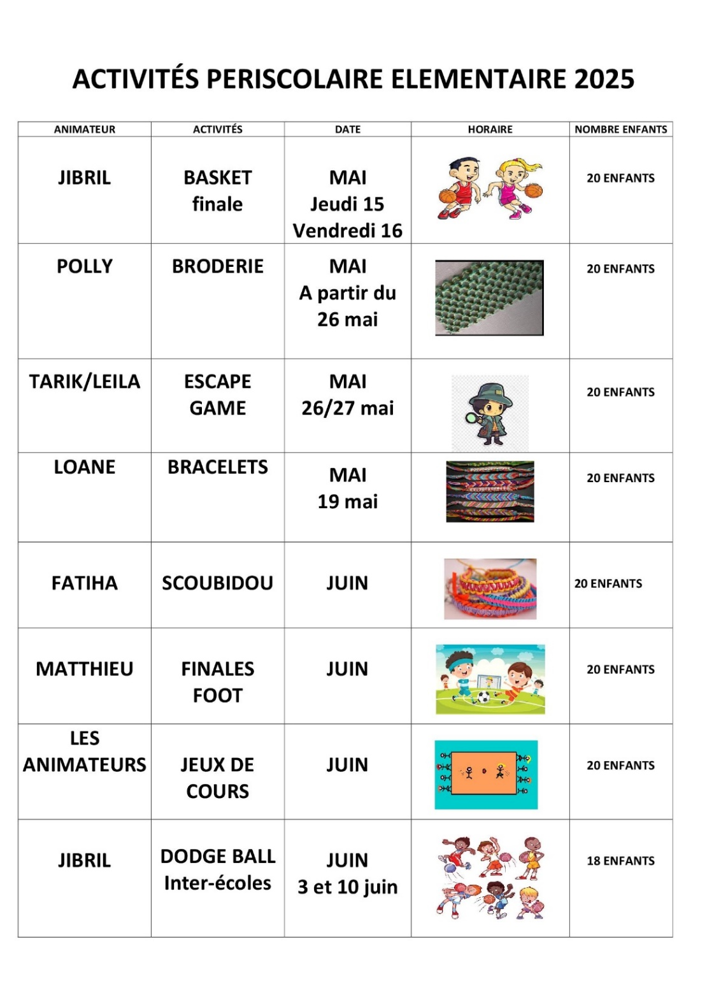 ACTIVITÉS PERISCOLAIRE ELEMENTAIRE 2025
ANIMATEUR ACTIVITÉS DATE HORAIRE NOMBRE ENFANTS
JIBRIL BASKET MAI 20 ENFANTS
finale Jeudi 15
Vendredi 16
POLLY BRODERIE MAI 20 ENFANTS
A partir du
26 mai
TARIK/LEILA ESCAPE MAI 20 ENFANTS
GAME 26/27 mai
LOANE BRACELETS MAI 20 ENFANTS
19 mai
FATIHA SCOUBIDOU JUIN 20 ENFANTS
MATTHIEU FINALES JUIN 20 ENFANTS
FOOT
LES
ANIMATEURS JEUX DE JUIN 20 ENFANTS
COURS
JIBRIL DODGE BALL JUIN 18 ENFANTS
Inter-écoles 3 et 10 juin